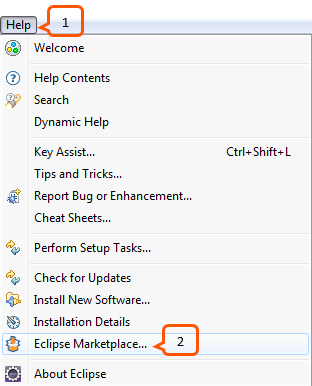 Help 1
Welcome
Help Contents
Search
Dynamic Help
Key Assist... Ctrl+Shift+L
Tips and Tricks...
Report Bug or Enhancement...
Cheat Sheets...
Perform Setup Tasks...
Check for Updates
Install New Software...
Installation Details
Eclipse Marketplace... 2
About Eclipse